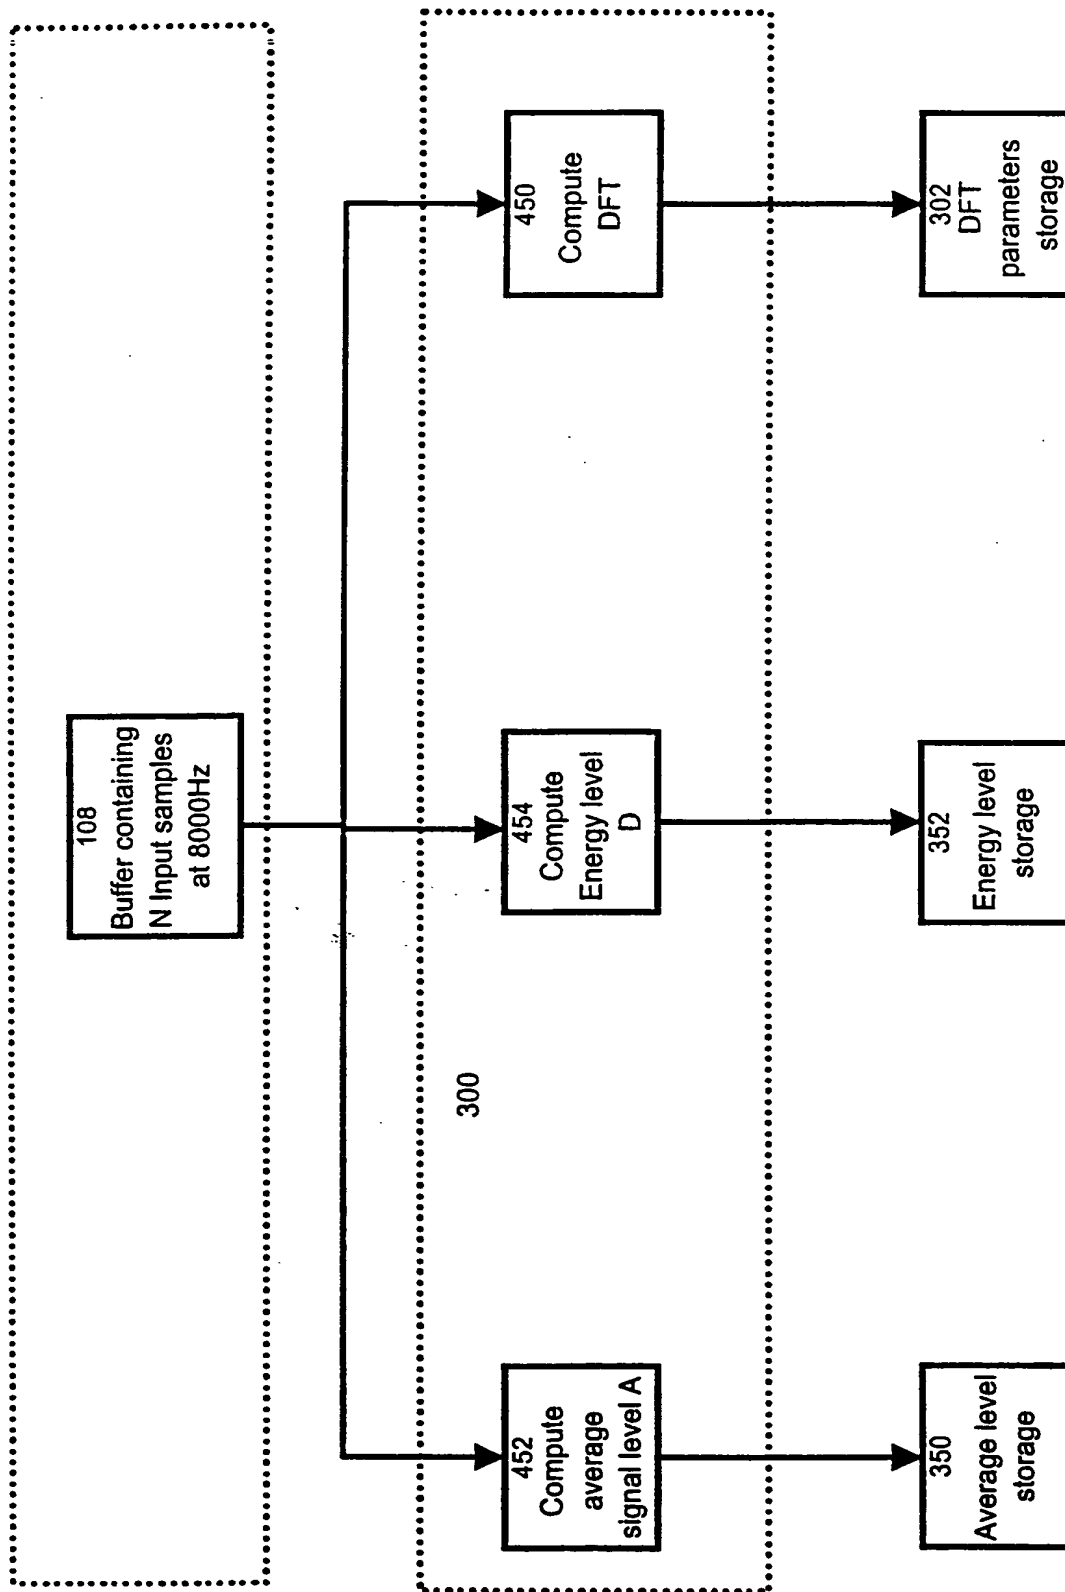 108
Buffer containing
N Input samples
at 8000Hz
300
452
Compute
average
signal level A
454
Compute
Energy level
D
450
Compute
DFT
350
Average level
storage
352
Energy level
storage
302
DFT
parameters
storage